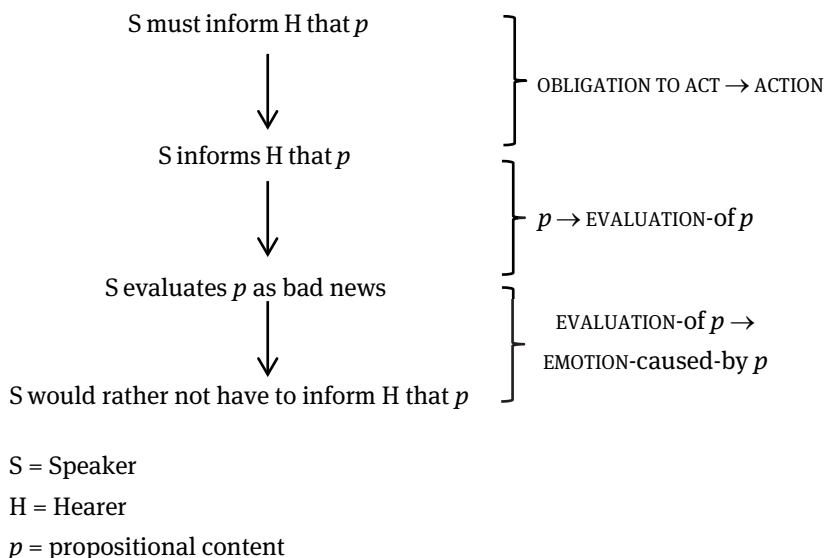 S must inform H that p
OBLIGATION TO ACT → ACTION
S informs H that p
p → EVALUATION-of p
S evaluates p as bad news
EVALUATION-of p →
EMOTION-caused-by p
S would rather not have to inform H that p
S = Speaker
H = Hearer
p = propositional content